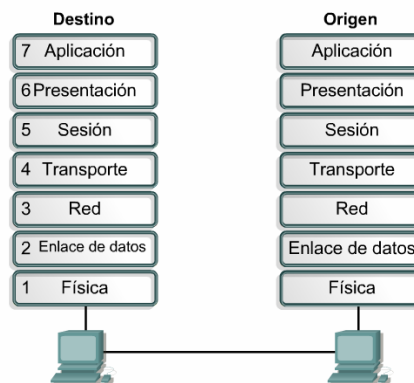 Destino
7 Aplicación
6 Presentación
5 Sesión
4 Transporte
3 Red
2 Enlace de datos
1 Física
Origen
Aplicación
Presentación
Sesión
Transporte
Red
Enlace de datos
Física